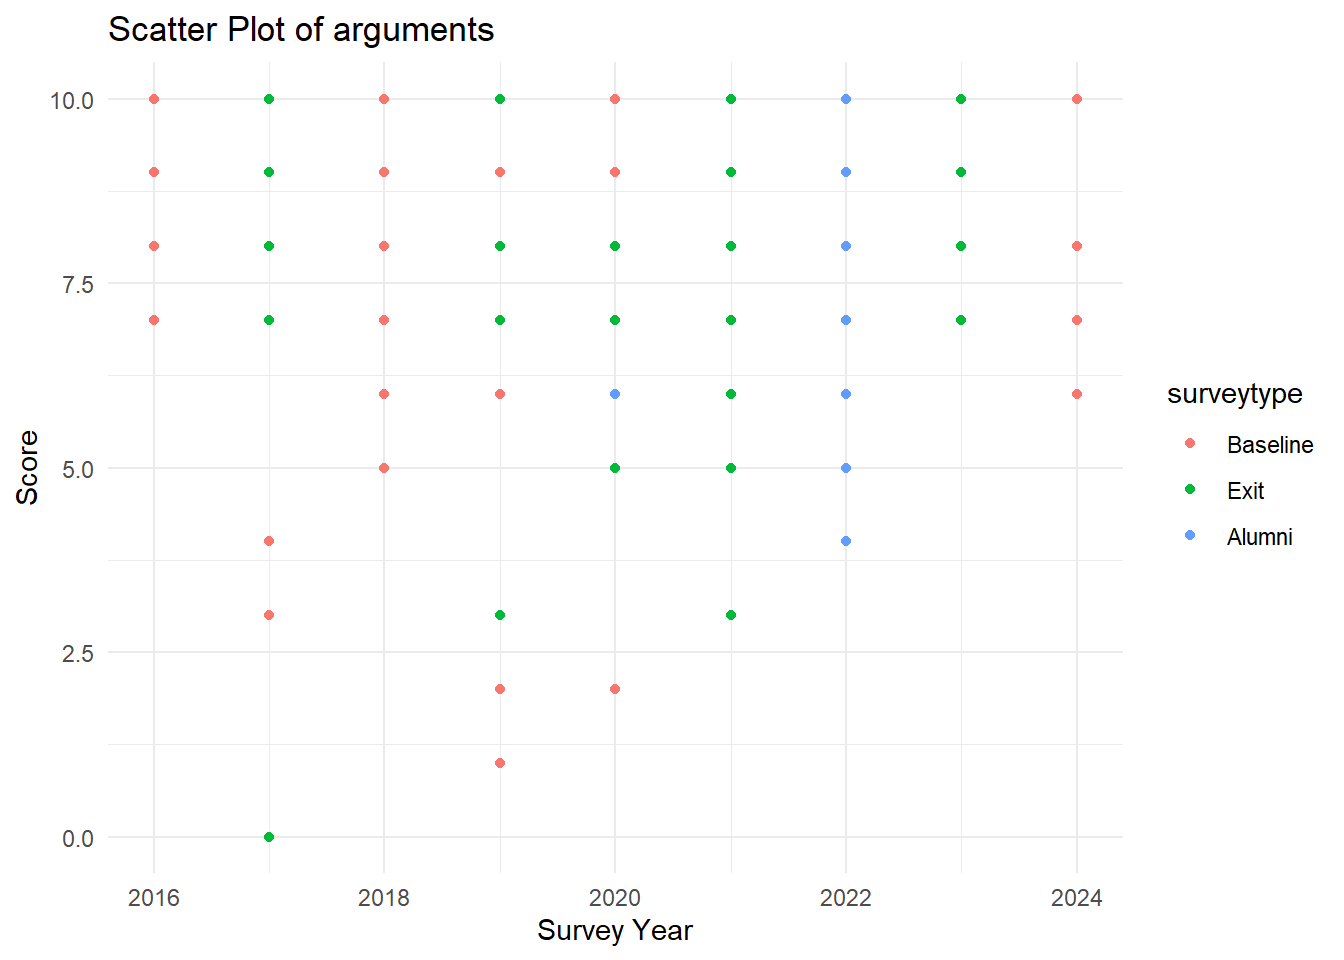 Scatter Plot of arguments
10.0
7.5
5.0
2.5
0.0
Score
2016
2018
2020
2022
2024
Survey Year
surveytype
Baseline
Exit
Alumni